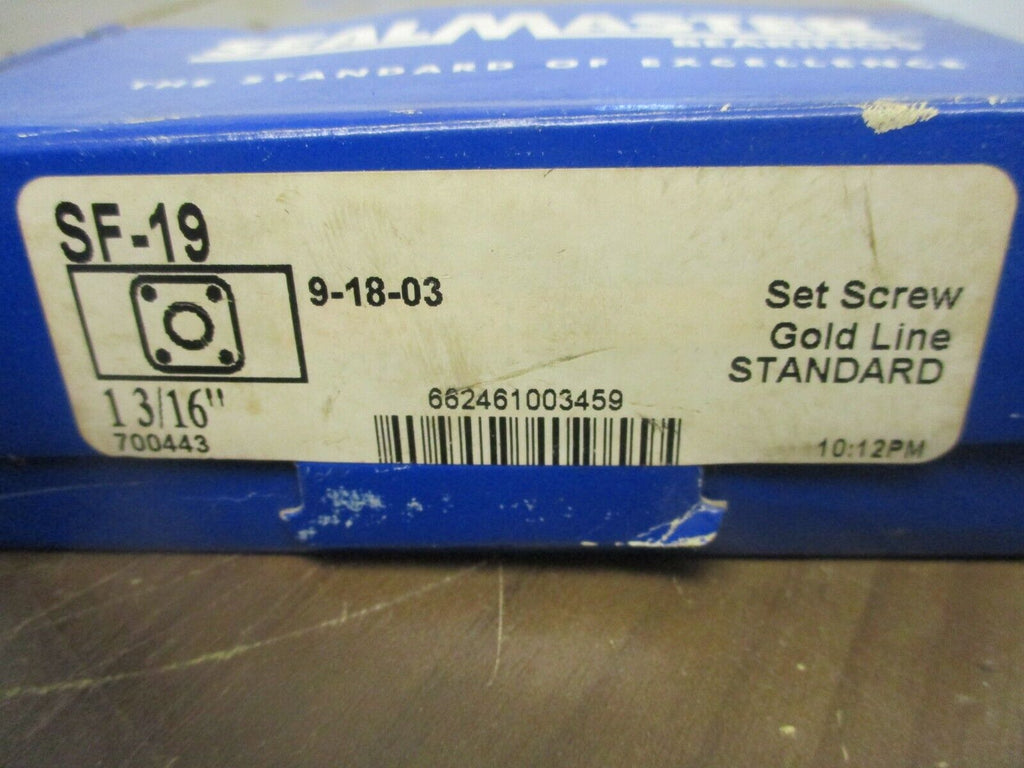 SEALMASTER
BEARINGS
THE STANDARD OF EXCELLENCE
SF-19
9-18-03
Set Screw
Gold Line
STANDARD
1 3/16"
662461003459
700443
10:12PM